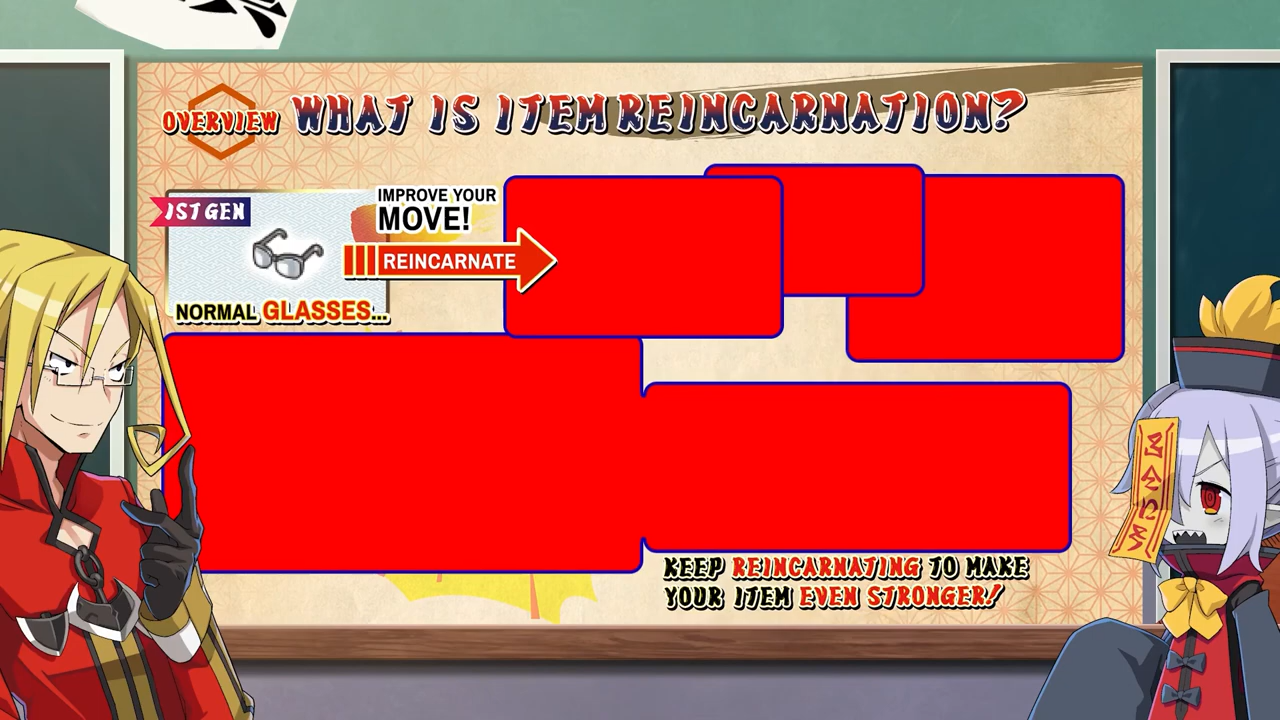 OVERVIEW WHAT IS ITEM REINCARNATION?
1ST GEN
IMPROVE YOUR
MOVE!
REINCARNATE
NORMAL GLASSES...
KEEP REINCARNATING TO MAKE
YOUR ITEM EVEN STRONGER!